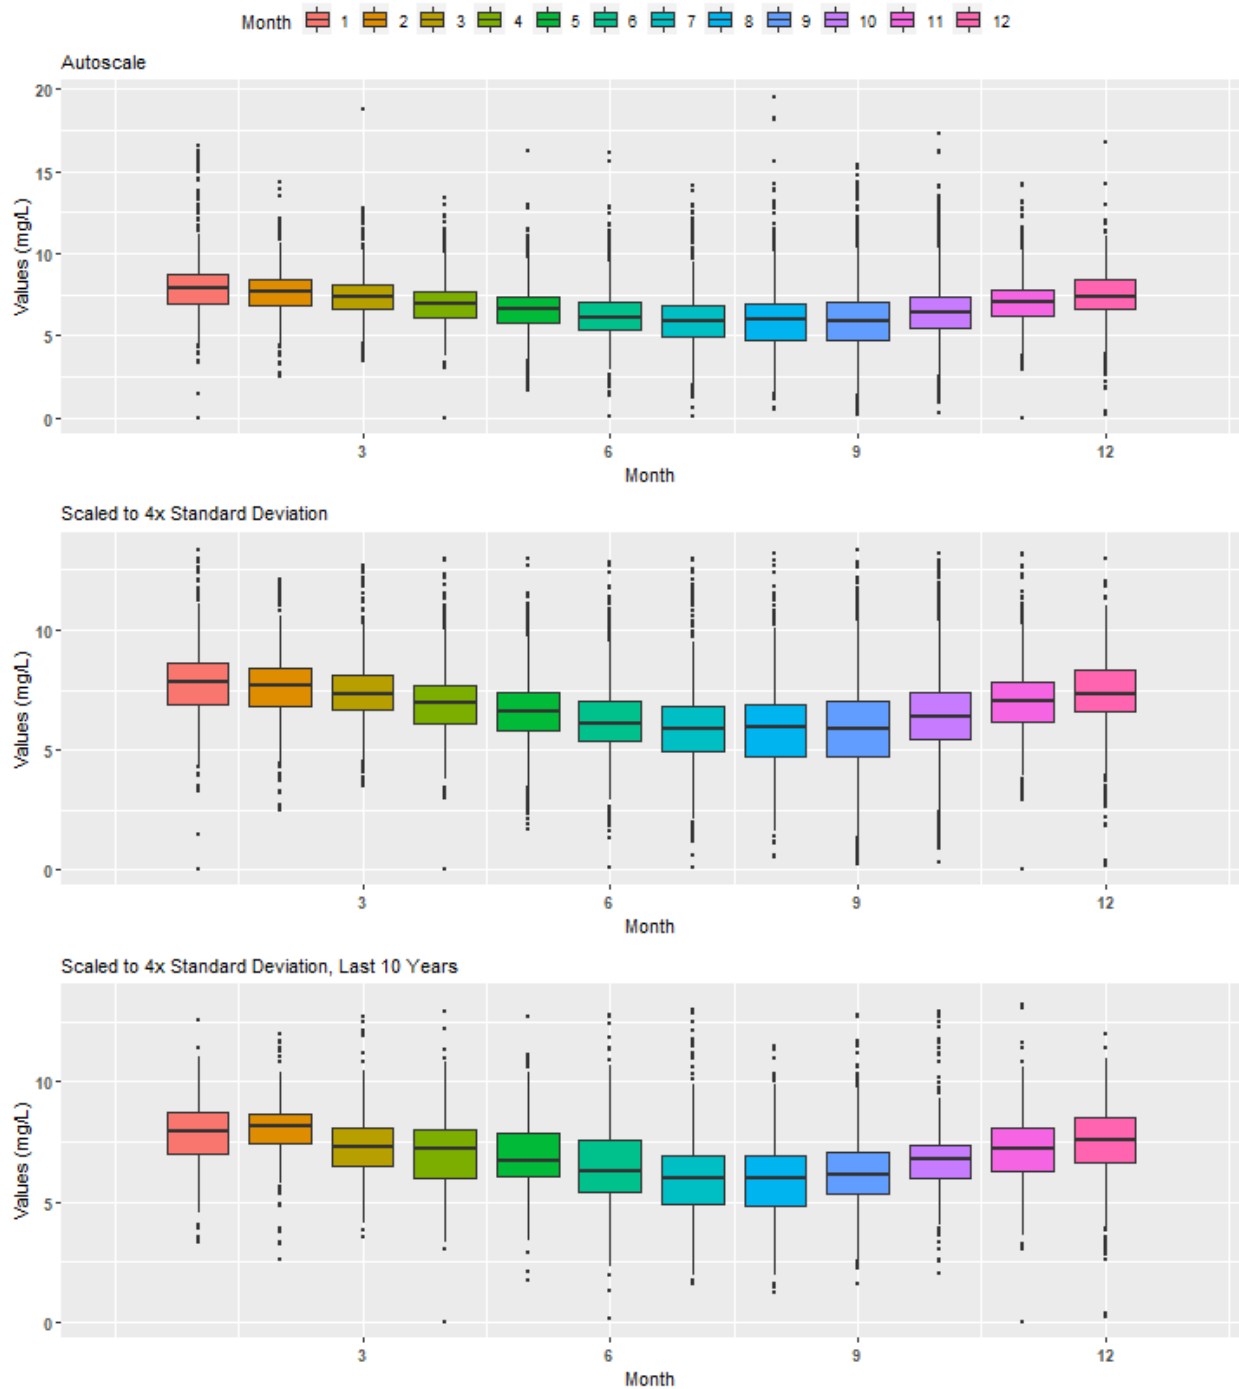 Month 1 2 3 4 5 6 7 8 9 10 11 12
Autoscale
20
15
10
5
0
Values (mg/L)
3 6 9 12
Month
Scaled to 4x Standard Deviation
10
5
0
Values (mg/L)
3 6 9 12
Month
Scaled to 4x Standard Deviation, Last 10 Years
10
5
0
Values (mg/L)
3 6 9 12
Month